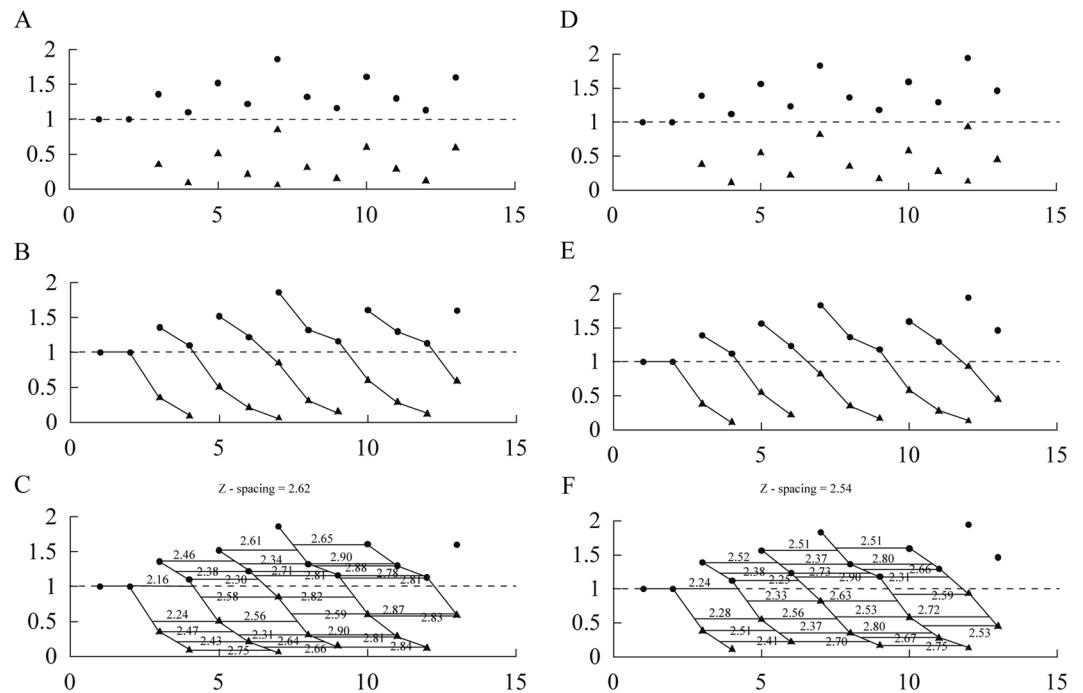 A
2
1.5
1
0.5
0
0 5 10 15
D
2
1.5
1
0.5
0
0 5 10 15
B
2
1.5
1
0.5
0
0 5 10 15
E
2
1.5
1
0.5
0
0 5 10 15
C
Z - spacing = 2.62
2
1.5
1
0.5
0
2.61 2.65
2.46 2.34 2.90
2.38 2.71 2.88 2.78
2.16 2.30 2.81 2.81
2.58 2.82
2.24 2.56 2.59 2.87 2.83
2.47 2.31 2.90
2.43 2.64 2.81
2.75 2.66 2.84
0 5 10 15
F
Z - spacing = 2.54
2
1.5
1
0.5
0
2.51 2.51
2.52 2.37 2.80
2.38 2.73 2.66
2.24 2.25 2.90 2.31
2.33 2.63 2.59
2.28 2.56 2.53 2.72
2.51 2.37 2.80 2.53
2.41 2.70 2.67
2.75
0 5 10 15